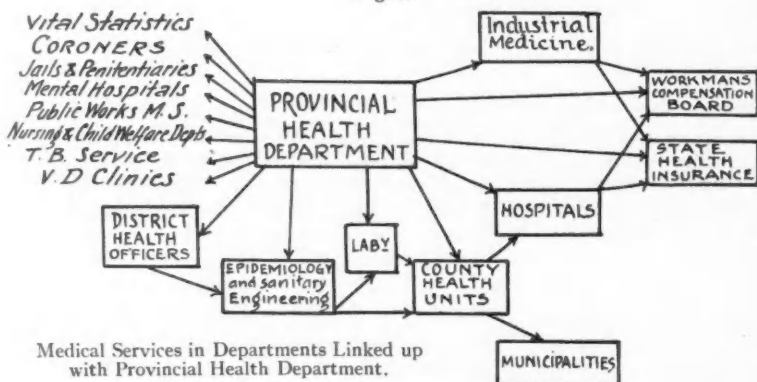 Vital Statistics
CORONERS
Jails & Penitentiaries
Mental Hospitals
Public Works M. S.
Nursing & Child Welfare Depts
T. B. Service
V. D Clinics
PROVINCIAL
HEALTH
DEPARTMENT
Industrial
Medicine.
WORKMANS
COMPENSATION
BOARD
STATE
HEALTH
INSURANCE
HOSPITALS
DISTRICT
HEALTH
OFFICERS
EPIDEMIOLOGY
and sanitary
Engineering
LABY
COUNTY
HEALTH
UNITS
MUNICIPALITIES
Medical Services in Departments Linked up
with Provincial Health Department.